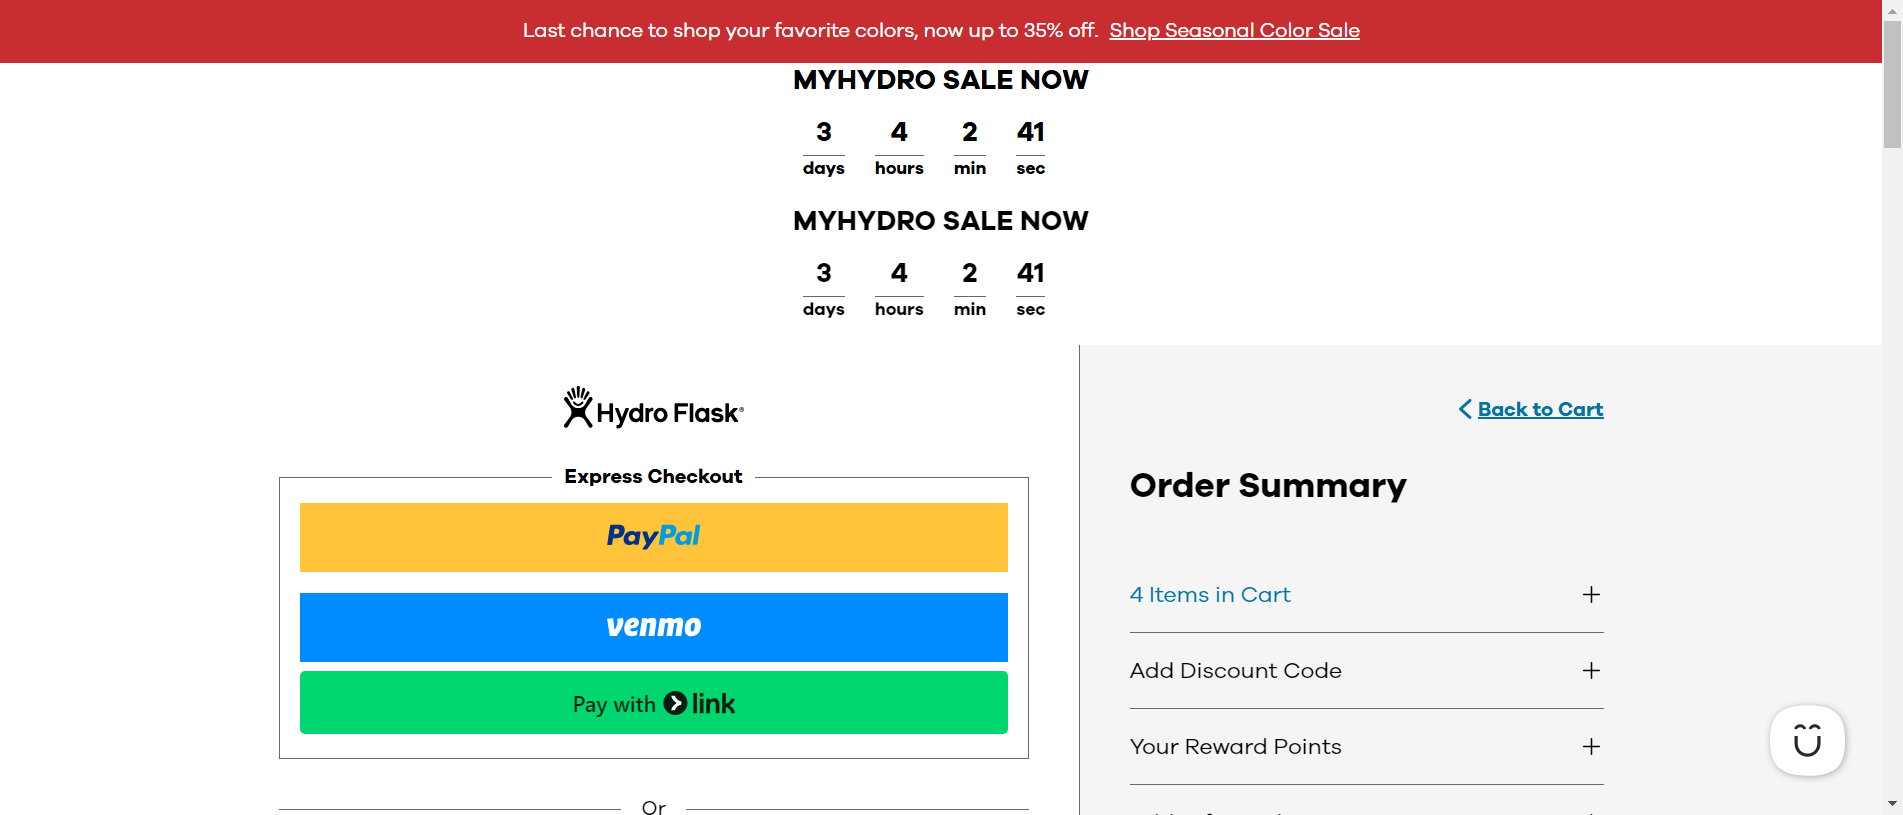 Last chance to shop your favorite colors, now up to 35% off. Shop Seasonal Color Sale
MYHYDRO SALE NOW
3 4 2 41
days hours min sec
MYHYDRO SALE NOW
3 4 2 41
days hours min sec
Hydro Flask®
Express Checkout
PayPal
venmo
Pay with link
Or
Back to Cart
Order Summary
4 Items in Cart
Add Discount Code
Your Reward Points